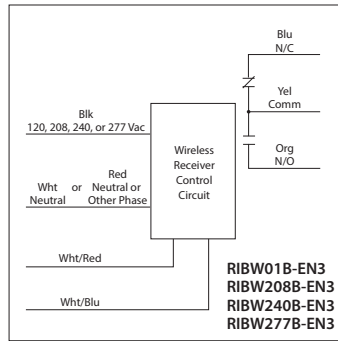 Blu
N/C
Yel
Comm
Org
N/O
Blk
120, 208, 240, or 277 Vac
Wireless
Receiver
Control
Circuit
Red
Wht or Neutral or
Neutral Other Phase
Wht/Red
Wht/Blu
RIBW01B-EN3
RIBW208B-EN3
RIBW240B-EN3
RIBW277B-EN3